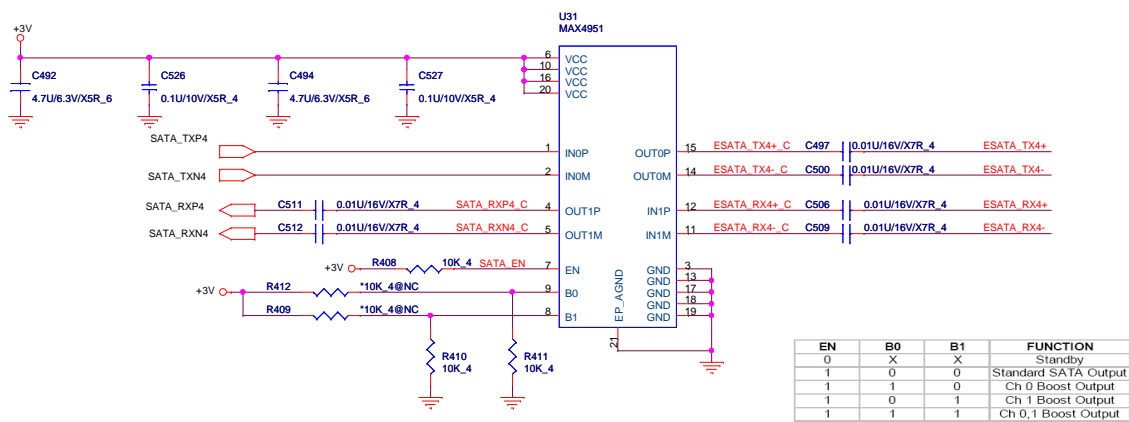 U31
MAX4951
+3V
C492
4.7U/6.3V/X5R_6
C526
0.1U/10V/X5R_4
C494
4.7U/6.3V/X5R_6
C527
0.1U/10V/X5R_4
6 VCC
10 VCC
16 VCC
20 VCC
SATA_TXP4 1 IN0P OUT0P 15 ESATA_TX4+_C C497 0.01U/16V/X7R_4 ESATA_TX4+
SATA_TXN4 2 IN0M OUT0M 14 ESATA_TX4-_C C500 0.01U/16V/X7R_4 ESATA_TX4-
SATA_RXP4 C511 0.01U/16V/X7R_4 SATA_RXP4_C 4 OUT1P IN1P 12 ESATA_RX4+_C C506 0.01U/16V/X7R_4 ESATA_RX4+
SATA_RXN4 C512 0.01U/16V/X7R_4 SATA_RXN4_C 5 OUT1M IN1M 11 ESATA_RX4-_C C509 0.01U/16V/X7R_4 ESATA_RX4-
+3V R408 10K_4 SATA_EN 7 EN GND 3
GND 13
+3V R412 *10K_4@NC 9 B0 GND 17
GND 18
R409 *10K_4@NC 8 B1 GND 19
EP_AGND
21
R410
10K_4
R411
10K_4
EN B0 B1 FUNCTION
0 X X Standby
1 0 0 Standard SATA Output
1 1 0 Ch 0 Boost Output
1 0 1 Ch 1 Boost Output
1 1 1 Ch 0,1 Boost Output